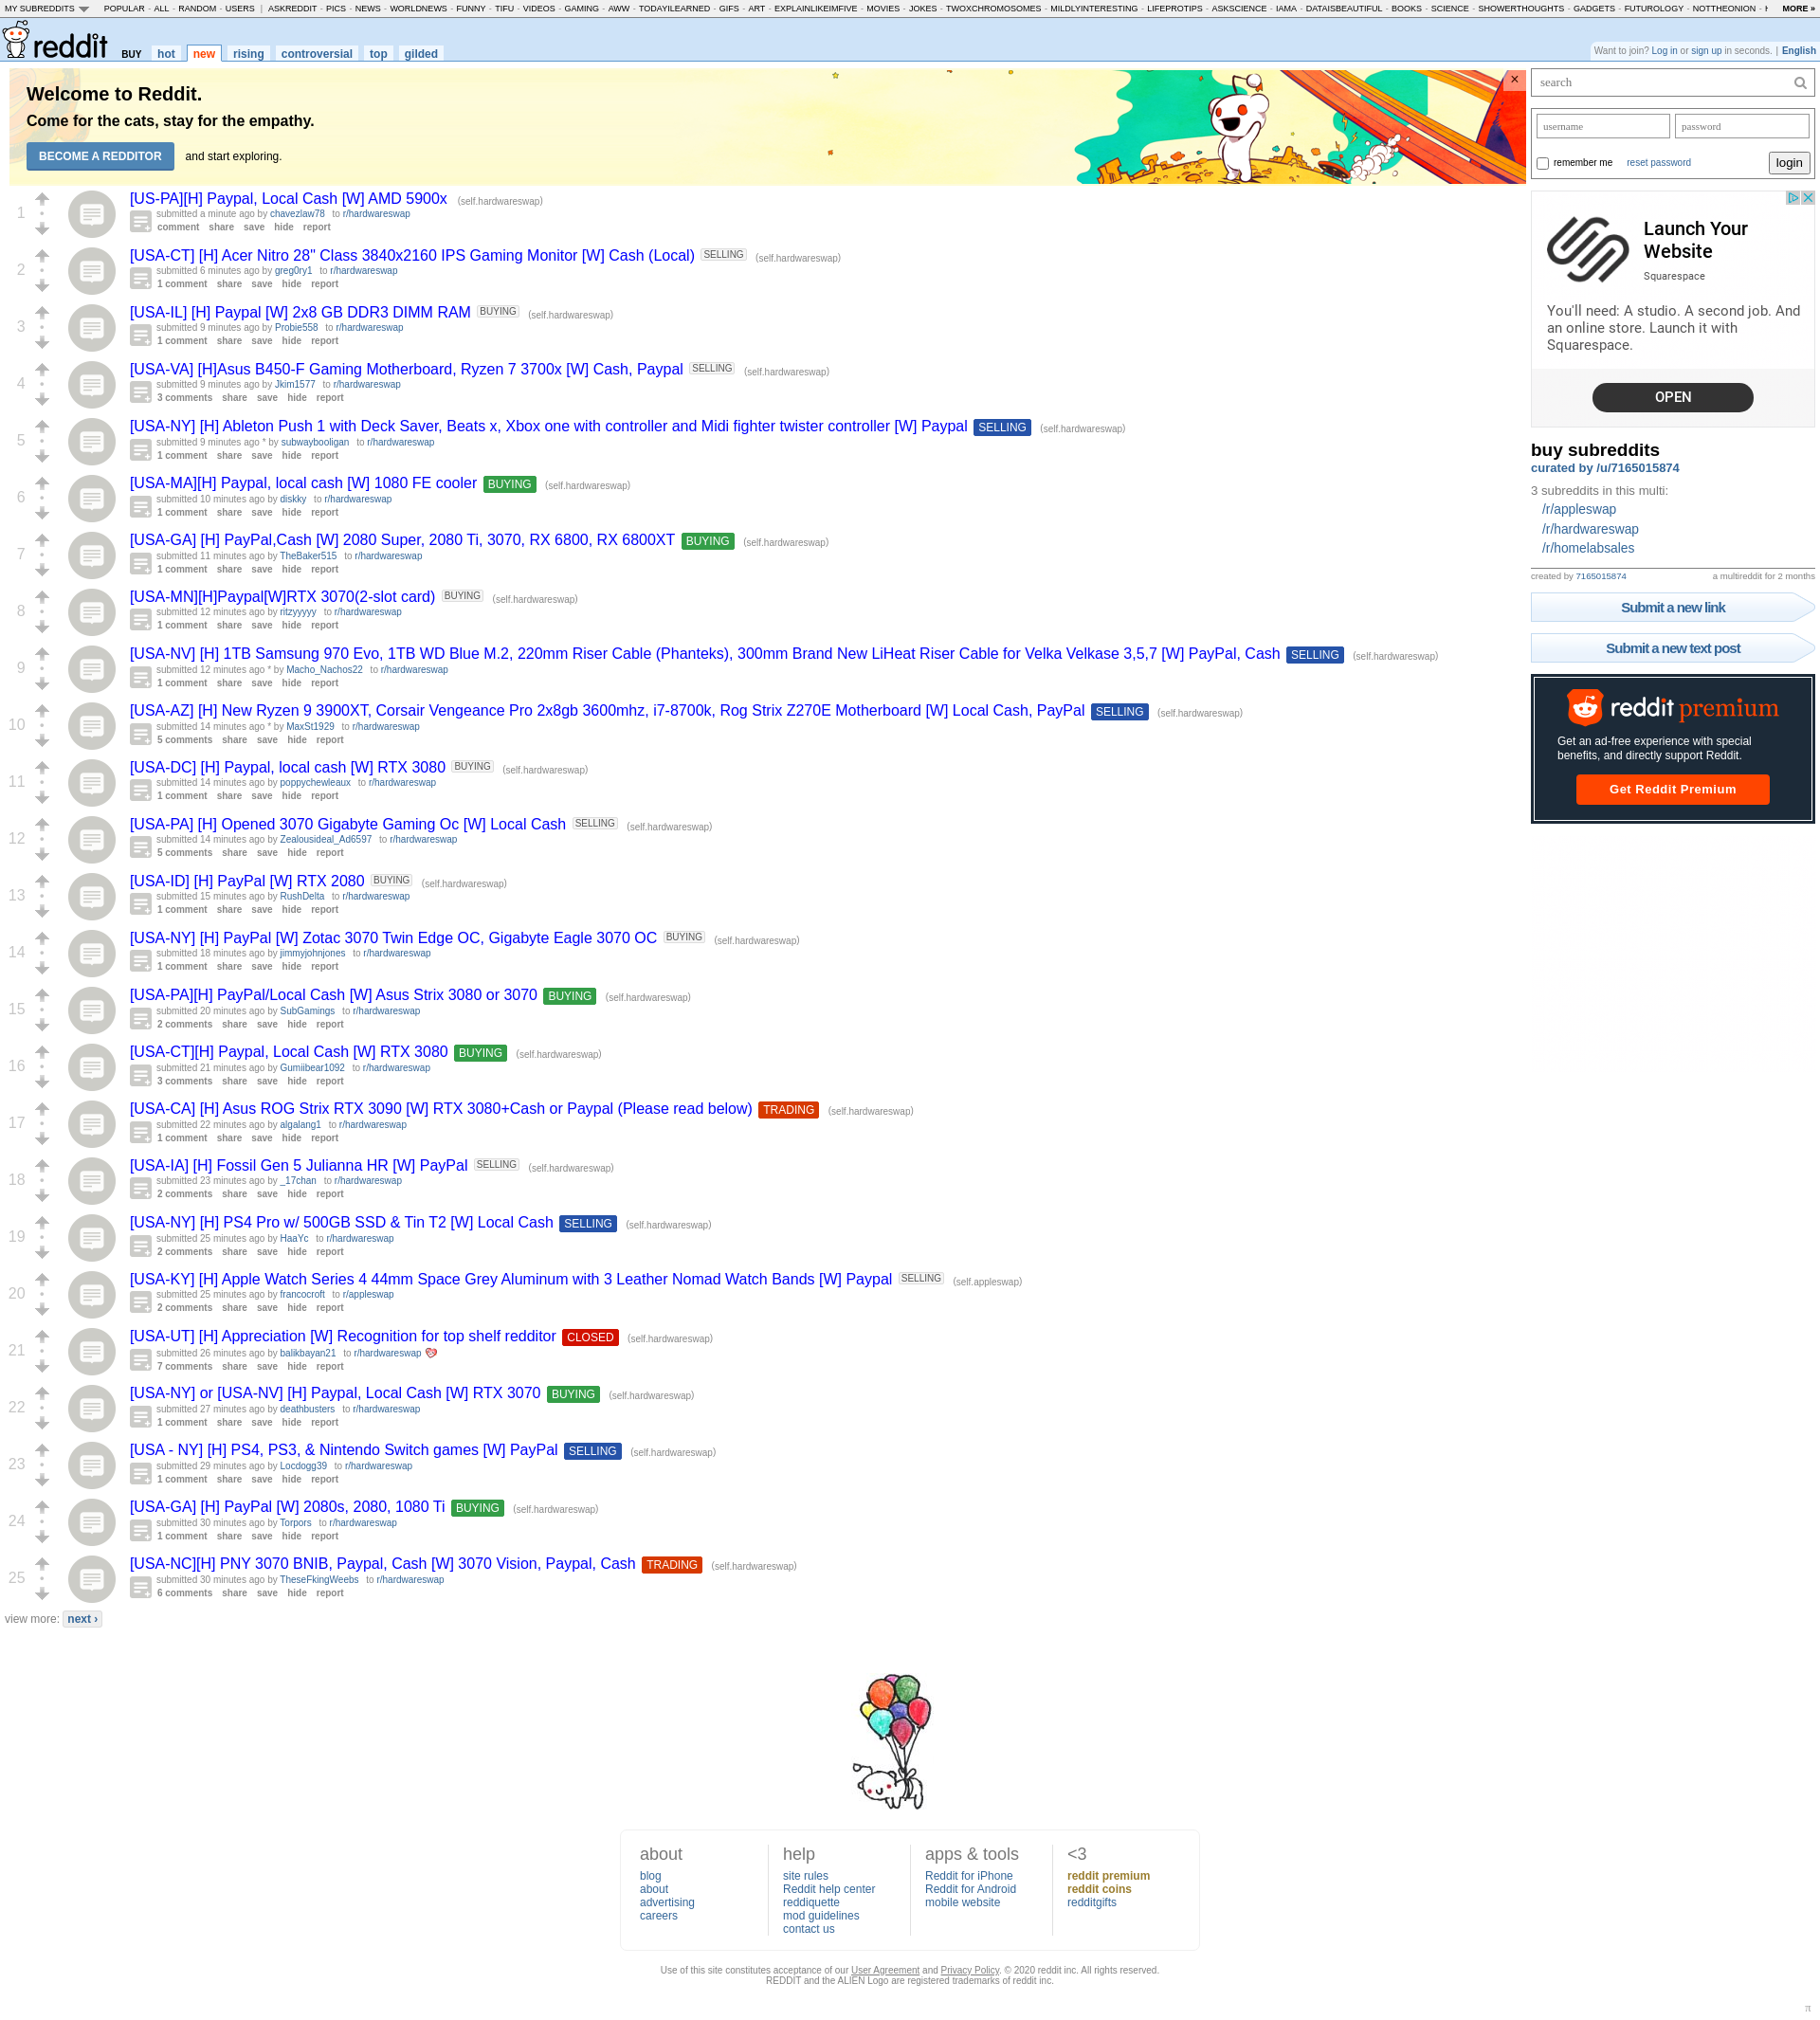 MY SUBREDDITS POPULAR - ALL - RANDOM - USERS | ASKREDDIT - PICS - NEWS - WORLDNEWS - FUNNY - TIFU - VIDEOS - GAMING - AWW - TODAYILEARNED - GIFS - ART - EXPLAINLIKEIMFIVE - MOVIES - JOKES - TWOXCHROMOSOMES - MILDLYINTERESTING - LIFEPROTIPS - ASKSCIENCE - IAMA - DATAISBEAUTIFUL - BOOKS - SCIENCE - SHOWERTHOUGHTS - GADGETS - FUTUROLOGY - NOTTHEONION - MORE »
reddit BUY hot new rising controversial top gilded
Want to join? Log in or sign up in seconds. | English
Welcome to Reddit.
Come for the cats, stay for the empathy.
BECOME A REDDITOR and start exploring.
×
1
[US-PA][H] Paypal, Local Cash [W] AMD 5900x (self.hardwareswap)
submitted a minute ago by chavezlaw78 to r/hardwareswap
comment share save hide report
2
[USA-CT] [H] Acer Nitro 28" Class 3840x2160 IPS Gaming Monitor [W] Cash (Local) SELLING (self.hardwareswap)
submitted 6 minutes ago by greg0ry1 to r/hardwareswap
1 comment share save hide report
3
[USA-IL] [H] Paypal [W] 2x8 GB DDR3 DIMM RAM BUYING (self.hardwareswap)
submitted 9 minutes ago by Probie558 to r/hardwareswap
1 comment share save hide report
4
[USA-VA] [H]Asus B450-F Gaming Motherboard, Ryzen 7 3700x [W] Cash, Paypal SELLING (self.hardwareswap)
submitted 9 minutes ago by Jkim1577 to r/hardwareswap
3 comments share save hide report
5
[USA-NY] [H] Ableton Push 1 with Deck Saver, Beats x, Xbox one with controller and Midi fighter twister controller [W] Paypal SELLING (self.hardwareswap)
submitted 9 minutes ago * by subwaybooligan to r/hardwareswap
1 comment share save hide report
6
[USA-MA][H] Paypal, local cash [W] 1080 FE cooler BUYING (self.hardwareswap)
submitted 10 minutes ago by diskky to r/hardwareswap
1 comment share save hide report
7
[USA-GA] [H] PayPal,Cash [W] 2080 Super, 2080 Ti, 3070, RX 6800, RX 6800XT BUYING (self.hardwareswap)
submitted 11 minutes ago by TheBaker515 to r/hardwareswap
1 comment share save hide report
8
[USA-MN][H]Paypal[W]RTX 3070(2-slot card) BUYING (self.hardwareswap)
submitted 12 minutes ago by ritzyyyyy to r/hardwareswap
1 comment share save hide report
9
[USA-NV] [H] 1TB Samsung 970 Evo, 1TB WD Blue M.2, 220mm Riser Cable (Phanteks), 300mm Brand New LiHeat Riser Cable for Velka Velkase 3,5,7 [W] PayPal, Cash SELLING (self.hardwareswap)
submitted 12 minutes ago * by Macho_Nachos22 to r/hardwareswap
1 comment share save hide report
10
[USA-AZ] [H] New Ryzen 9 3900XT, Corsair Vengeance Pro 2x8gb 3600mhz, i7-8700k, Rog Strix Z270E Motherboard [W] Local Cash, PayPal SELLING (self.hardwareswap)
submitted 14 minutes ago * by MaxSt1929 to r/hardwareswap
5 comments share save hide report
11
[USA-DC] [H] Paypal, local cash [W] RTX 3080 BUYING (self.hardwareswap)
submitted 14 minutes ago by poppychewleaux to r/hardwareswap
1 comment share save hide report
12
[USA-PA] [H] Opened 3070 Gigabyte Gaming Oc [W] Local Cash SELLING (self.hardwareswap)
submitted 14 minutes ago by Zealousideal_Ad6597 to r/hardwareswap
5 comments share save hide report
13
[USA-ID] [H] PayPal [W] RTX 2080 BUYING (self.hardwareswap)
submitted 15 minutes ago by RushDelta to r/hardwareswap
1 comment share save hide report
14
[USA-NY] [H] PayPal [W] Zotac 3070 Twin Edge OC, Gigabyte Eagle 3070 OC BUYING (self.hardwareswap)
submitted 18 minutes ago by jimmyjohnjones to r/hardwareswap
1 comment share save hide report
15
[USA-PA][H] PayPal/Local Cash [W] Asus Strix 3080 or 3070 BUYING (self.hardwareswap)
submitted 20 minutes ago by SubGamings to r/hardwareswap
2 comments share save hide report
16
[USA-CT][H] Paypal, Local Cash [W] RTX 3080 BUYING (self.hardwareswap)
submitted 21 minutes ago by Gumiibear1092 to r/hardwareswap
3 comments share save hide report
17
[USA-CA] [H] Asus ROG Strix RTX 3090 [W] RTX 3080+Cash or Paypal (Please read below) TRADING (self.hardwareswap)
submitted 22 minutes ago by algalang1 to r/hardwareswap
1 comment share save hide report
18
[USA-IA] [H] Fossil Gen 5 Julianna HR [W] PayPal SELLING (self.hardwareswap)
submitted 23 minutes ago by _17chan to r/hardwareswap
2 comments share save hide report
19
[USA-NY] [H] PS4 Pro w/ 500GB SSD & Tin T2 [W] Local Cash SELLING (self.hardwareswap)
submitted 25 minutes ago by HaaYc to r/hardwareswap
2 comments share save hide report
20
[USA-KY] [H] Apple Watch Series 4 44mm Space Grey Aluminum with 3 Leather Nomad Watch Bands [W] Paypal SELLING (self.appleswap)
submitted 25 minutes ago by francocroft to r/appleswap
2 comments share save hide report
21
[USA-UT] [H] Appreciation [W] Recognition for top shelf redditor CLOSED (self.hardwareswap)
submitted 26 minutes ago by balikbayan21 to r/hardwareswap
7 comments share save hide report
22
[USA-NY] or [USA-NV] [H] Paypal, Local Cash [W] RTX 3070 BUYING (self.hardwareswap)
submitted 27 minutes ago by deathbusters to r/hardwareswap
1 comment share save hide report
23
[USA - NY] [H] PS4, PS3, & Nintendo Switch games [W] PayPal SELLING (self.hardwareswap)
submitted 29 minutes ago by Locdogg39 to r/hardwareswap
1 comment share save hide report
24
[USA-GA] [H] PayPal [W] 2080s, 2080, 1080 Ti BUYING (self.hardwareswap)
submitted 30 minutes ago by Torpors to r/hardwareswap
1 comment share save hide report
25
[USA-NC][H] PNY 3070 BNIB, Paypal, Cash [W] 3070 Vision, Paypal, Cash TRADING (self.hardwareswap)
submitted 30 minutes ago by TheseFkingWeebs to r/hardwareswap
6 comments share save hide report
view more: next ›
search
username password
remember me reset password login
Launch Your
Website
Squarespace
You'll need: A studio. A second job. And
an online store. Launch it with
Squarespace.
OPEN
buy subreddits
curated by /u/7165015874
3 subreddits in this multi:
/r/appleswap
/r/hardwareswap
/r/homelabsales
created by 7165015874 a multireddit for 2 months
Submit a new link
Submit a new text post
reddit premium
Get an ad-free experience with special
benefits, and directly support Reddit.
Get Reddit Premium
about
blog
about
advertising
careers
help
site rules
Reddit help center
reddiquette
mod guidelines
contact us
apps & tools
Reddit for iPhone
Reddit for Android
mobile website
<3
reddit premium
reddit coins
redditgifts
Use of this site constitutes acceptance of our User Agreement and Privacy Policy. © 2020 reddit inc. All rights reserved.
REDDIT and the ALIEN Logo are registered trademarks of reddit inc.
π